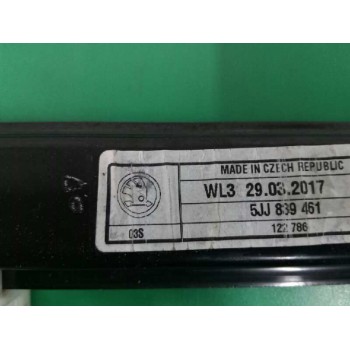 MADE IN CZECH REPUBLIC
WL3 29.03.2017
5JJ 839 461
03S
122 786